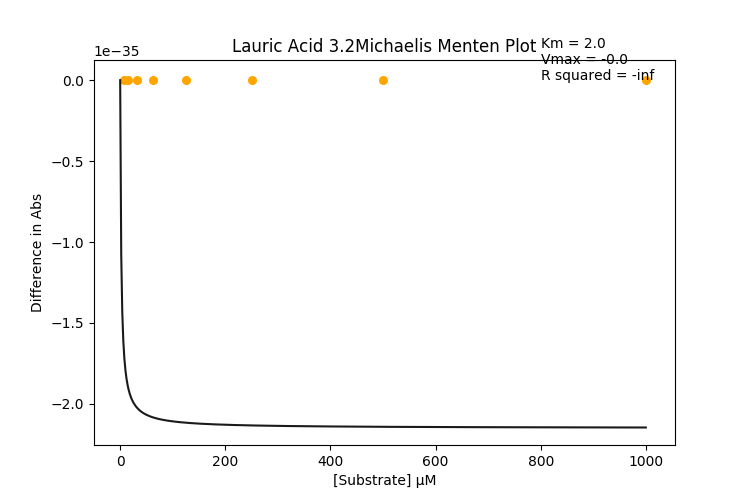 Lauric Acid 3.2Michaelis Menten Plot
Km = 2.0
Vmax = -0.0
R squared = -inf
1e−35
0.0
−0.5
−1.0
−1.5
−2.0
Difference in Abs
0 200 400 600 800 1000
[Substrate] µM